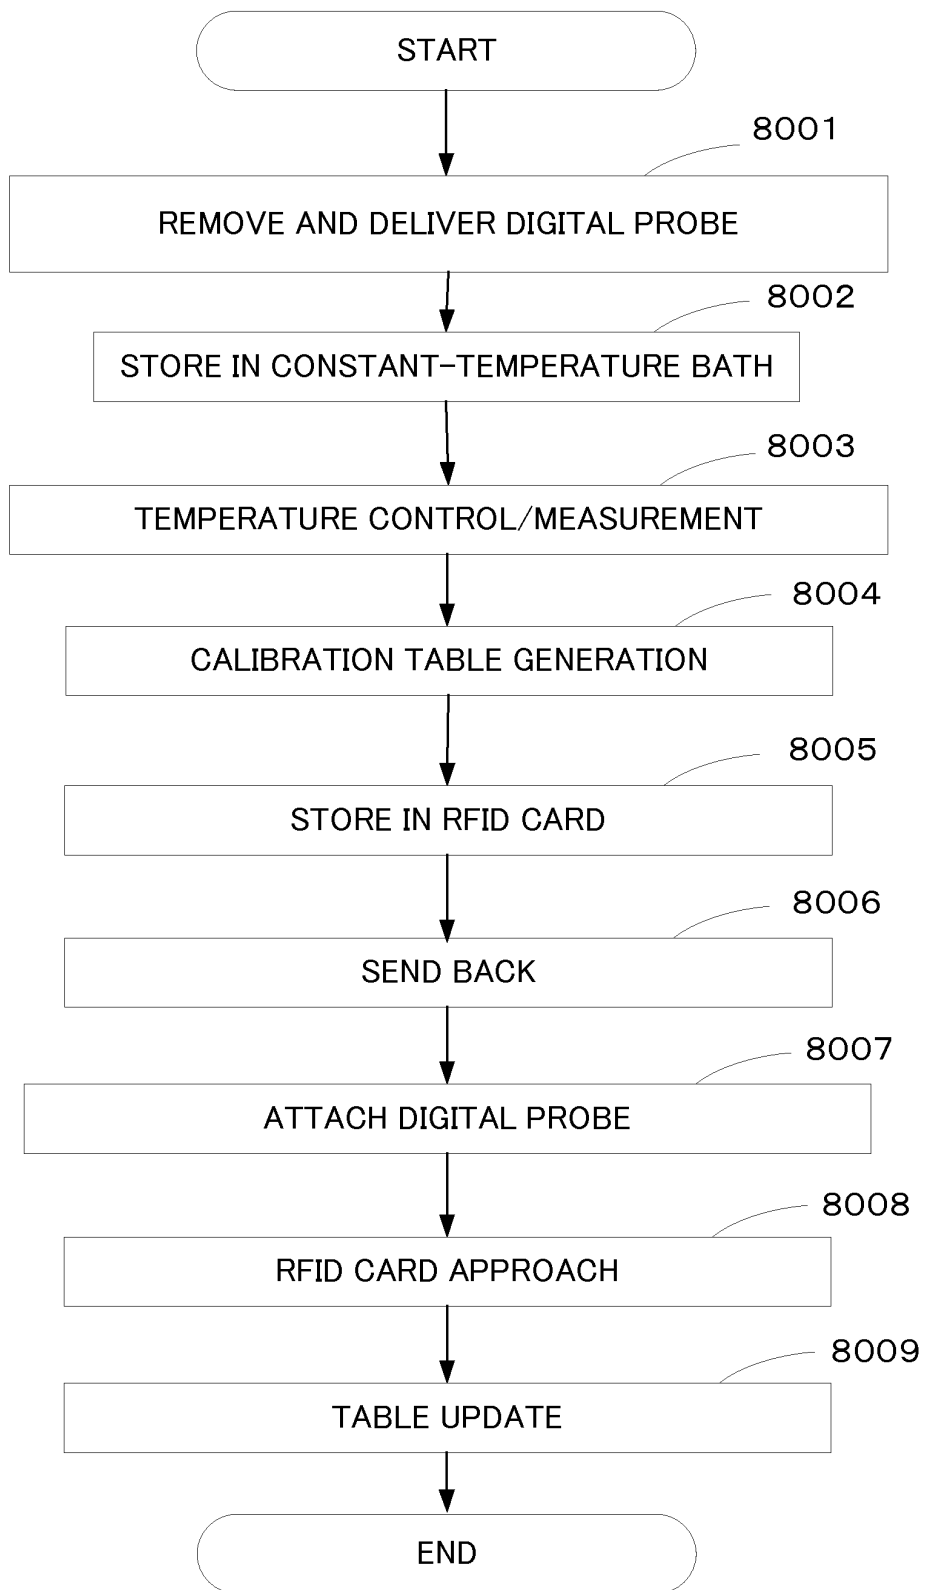 START
8001
REMOVE AND DELIVER DIGITAL PROBE
8002
STORE IN CONSTANT-TEMPERATURE BATH
8003
TEMPERATURE CONTROL/MEASUREMENT
8004
CALIBRATION TABLE GENERATION
8005
STORE IN RFID CARD
8006
SEND BACK
8007
ATTACH DIGITAL PROBE
8008
RFID CARD APPROACH
8009
TABLE UPDATE
END